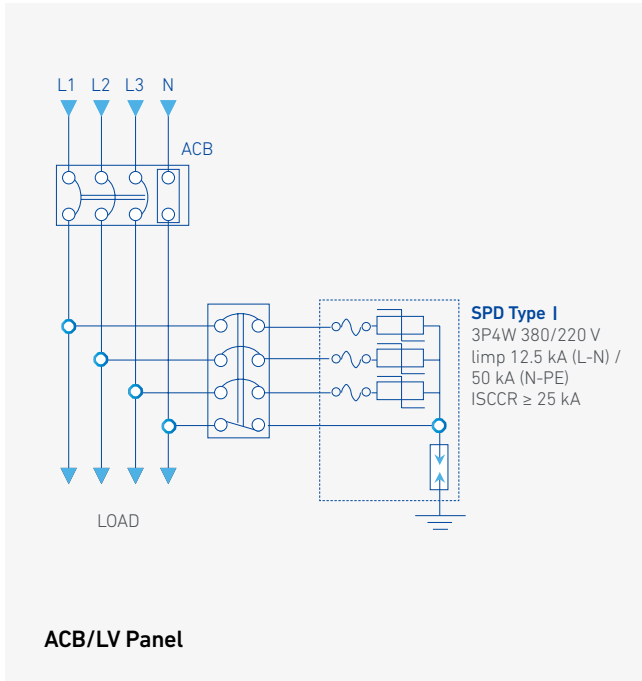 L1 L2 L3 N
ACB
SPD Type I
3P4W 380/220 V
limp 12.5 kA (L-N) /
50 kA (N-PE)
ISCCR ≥ 25 kA
LOAD
ACB/LV Panel